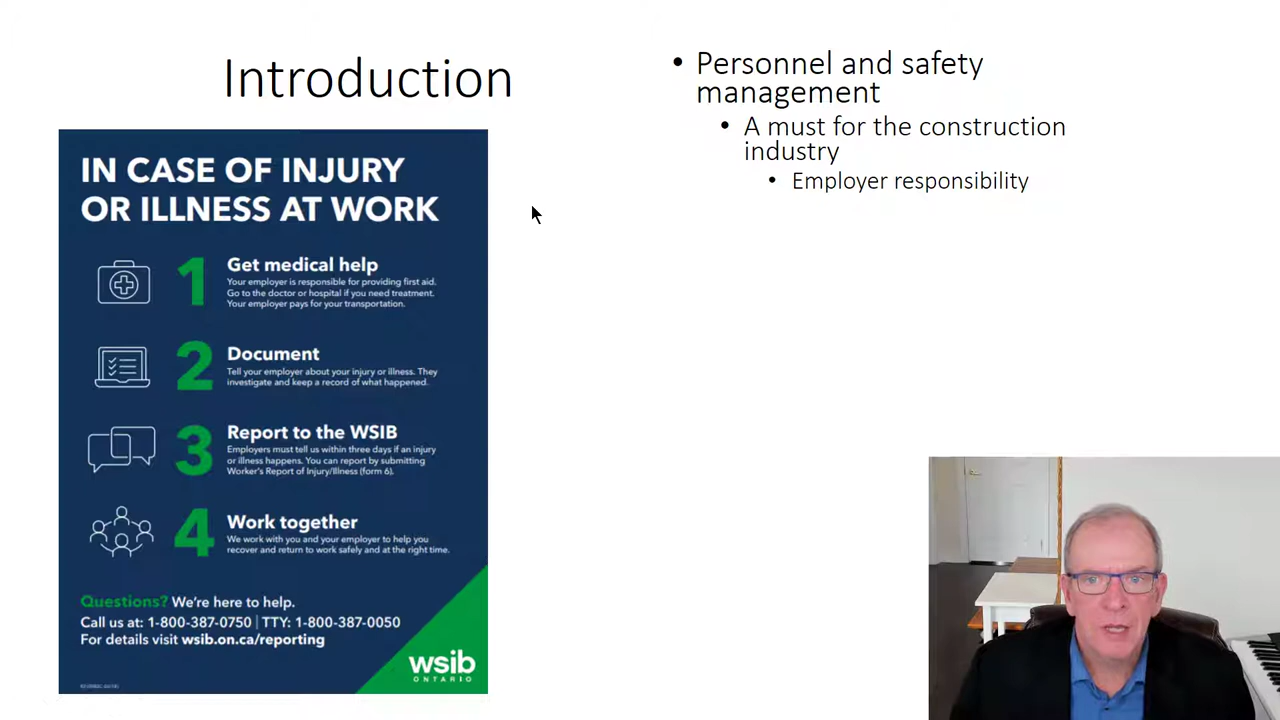 Introduction
IN CASE OF INJURY
OR ILLNESS AT WORK
1
Get medical help
Your employer is responsible for providing first aid.
Go to the doctor or hospital if you need treatment.
Your employer pays for your transportation.
2
Document
Tell your employer about your injury or illness. They
investigate and keep a record of what happened.
3
Report to the WSIB
Employers must tell us within three days if an injury
or illness happens. You can report by submitting
Worker's Report of Injury/Illness (form 6).
4
Work together
We work with you and your employer to help you
recover and return to work safely and at the right time.
Questions? We're here to help.
Call us at: 1-800-387-0750 | TTY: 1-800-387-0050
For details visit wsib.on.ca/reporting
wsib
ONTARIO
• Personnel and safety
management
• A must for the construction
industry
• Employer responsibility